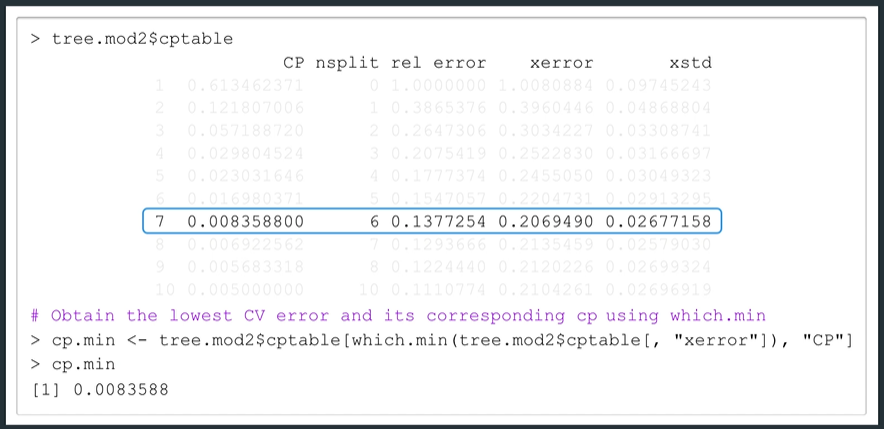 > tree.mod2$cptable
CP nsplit rel error xerror xstd
1 0.613462371 0 1.0000000 1.0080884 0.09745243
2 0.121807006 1 0.3865376 0.3960446 0.04868804
3 0.057188720 2 0.2647306 0.3034227 0.03308741
4 0.029804524 3 0.2075419 0.2522830 0.03166697
5 0.023031646 4 0.1777374 0.2455050 0.03049323
6 0.016980371 5 0.1547057 0.2204731 0.02913295
7 0.008358800 6 0.1377254 0.2069490 0.02677158
8 0.006922562 7 0.1293666 0.2135459 0.02579030
9 0.005683318 8 0.1224440 0.2120226 0.02699324
10 0.005000000 10 0.1110774 0.2104261 0.02696919
# Obtain the lowest CV error and its corresponding cp using which.min
> cp.min <- tree.mod2$cptable[which.min(tree.mod2$cptable[, "xerror"]), "CP"]
> cp.min
[1] 0.0083588